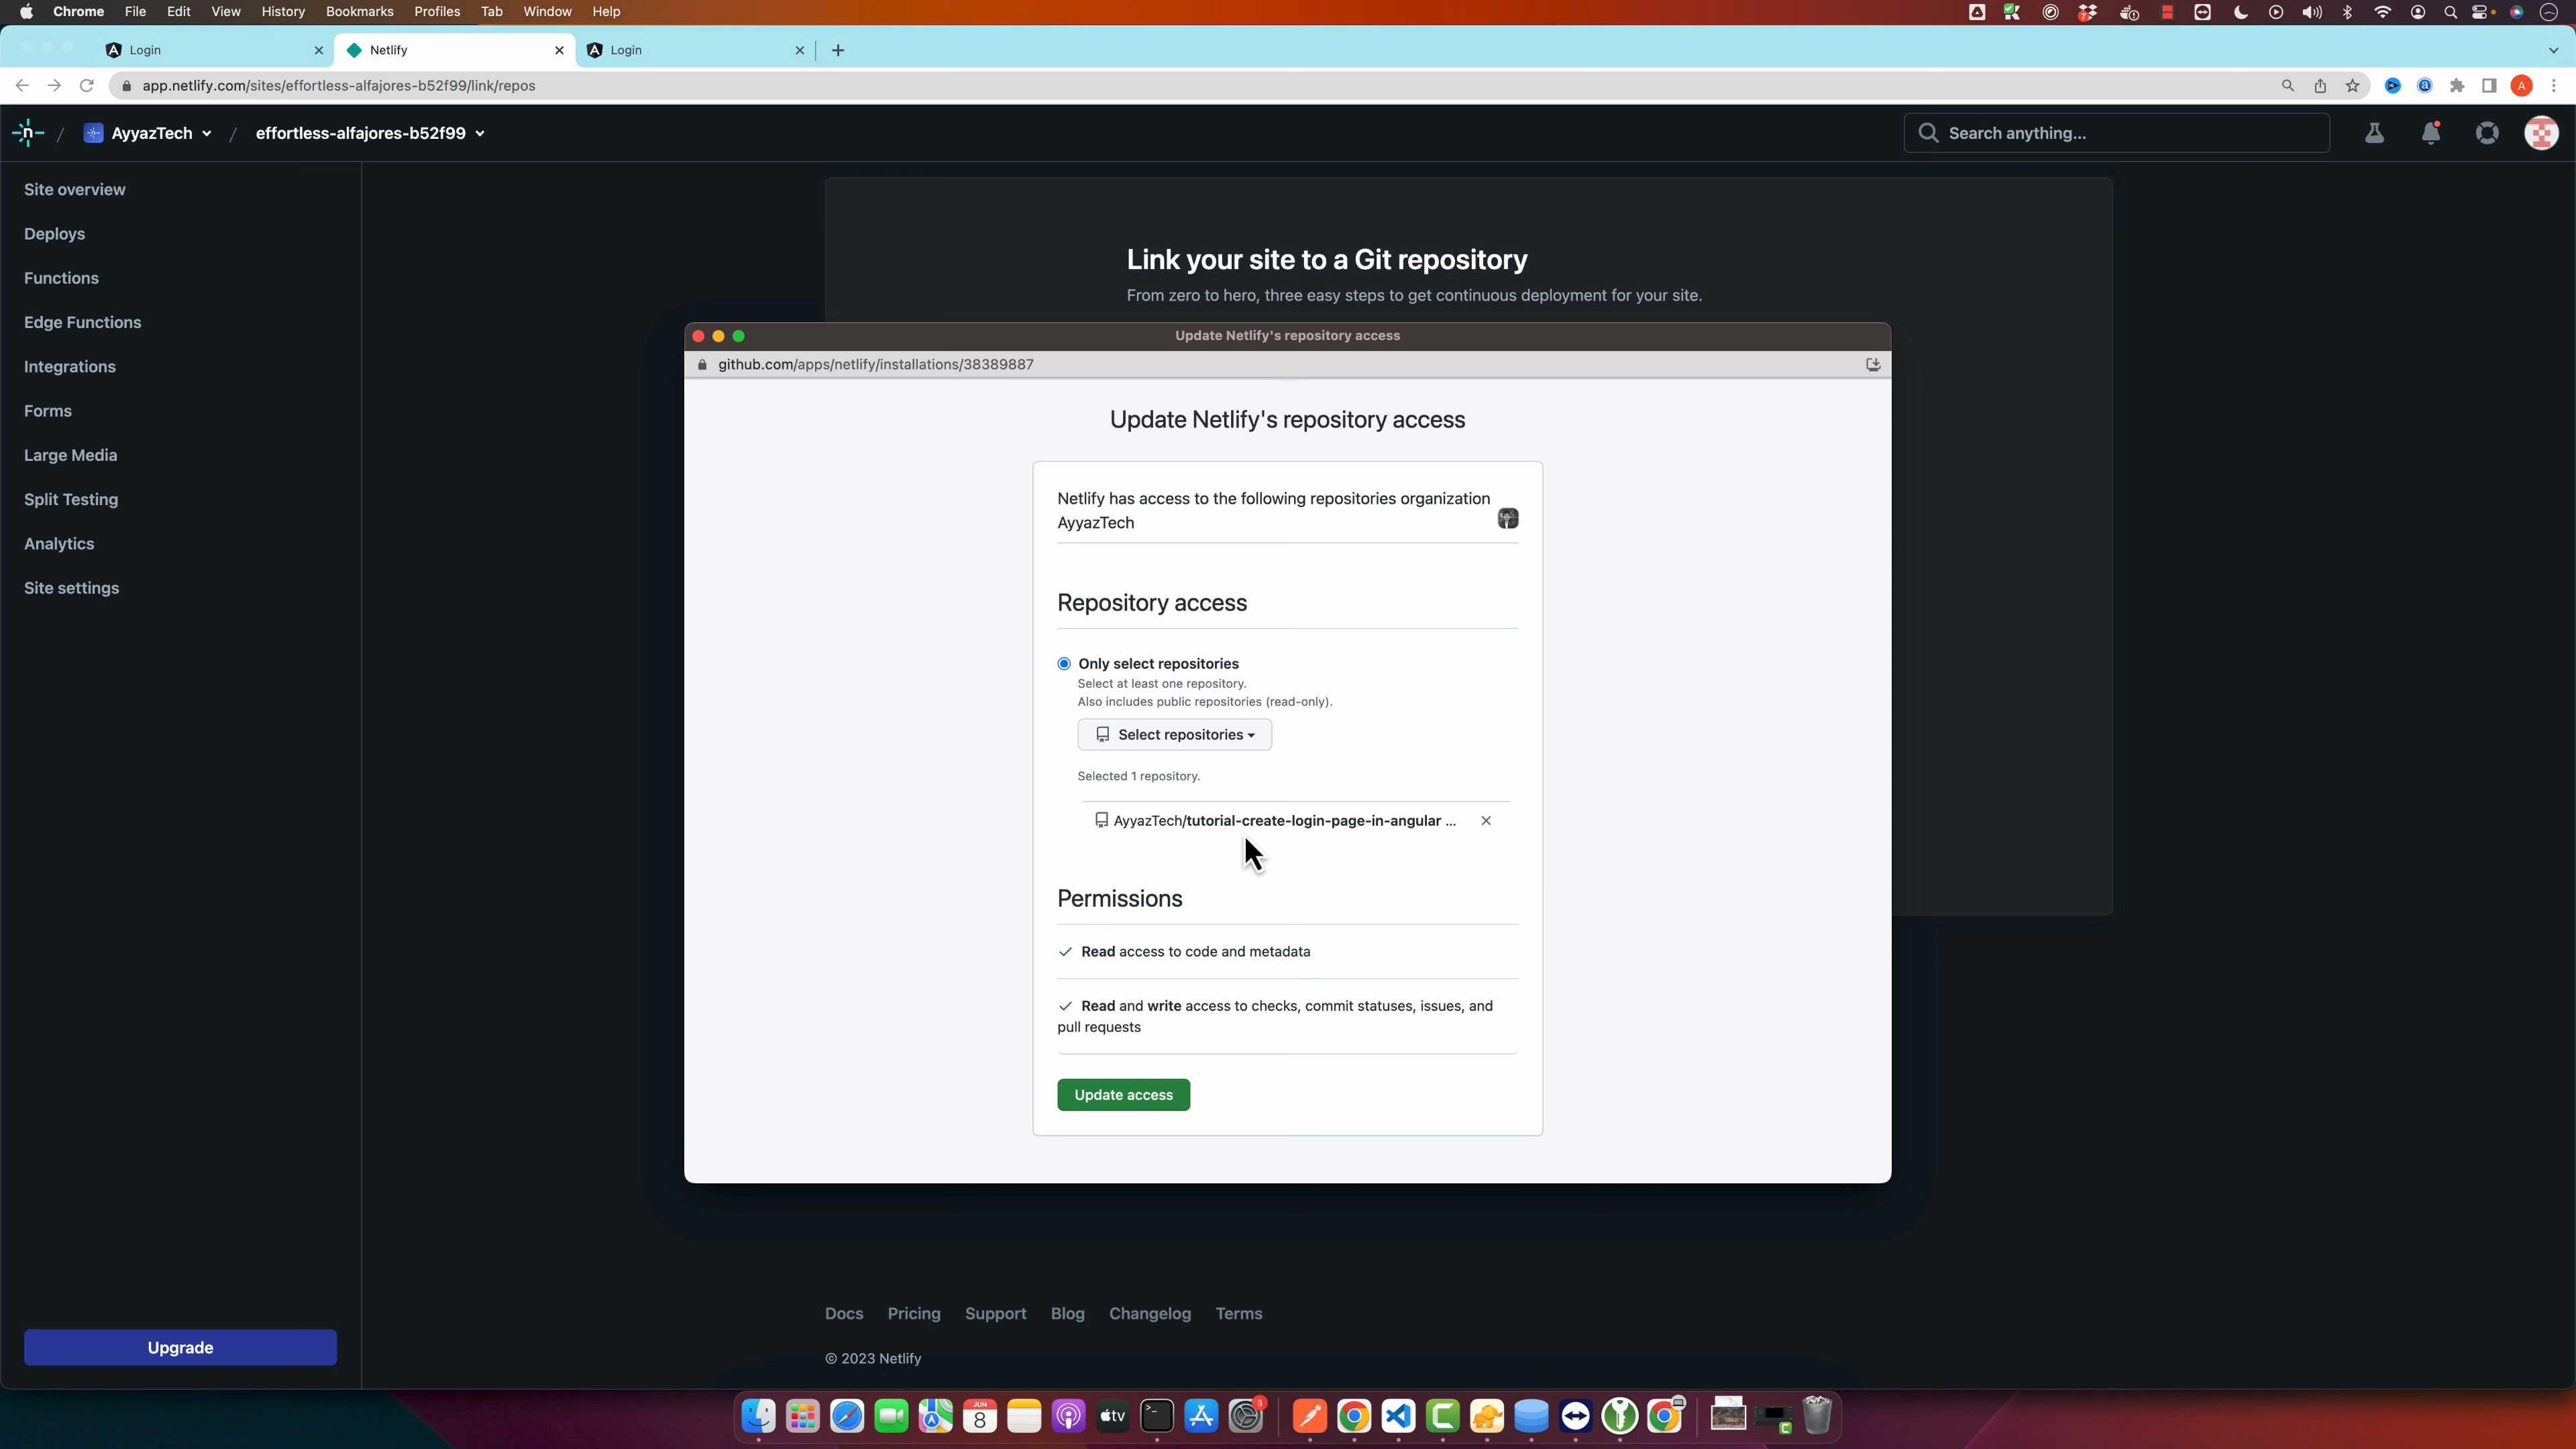 Chrome File Edit View History Bookmarks Profiles Tab Window Help
Login Netlify Login
app.netlify.com/sites/effortless-alfajores-b52f99/link/repos
AyyazTech / effortless-alfajores-b52f99
Search anything...
Site overview
Deploys
Functions
Edge Functions
Integrations
Forms
Large Media
Split Testing
Analytics
Site settings
Upgrade
Link your site to a Git repository
From zero to hero, three easy steps to get continuous deployment for your site.
Update Netlify's repository access
github.com/apps/netlify/installations/38389887
Update Netlify's repository access
Netlify has access to the following repositories organization
AyyazTech
Repository access
Only select repositories
Select at least one repository.
Also includes public repositories (read-only).
Select repositories
Selected 1 repository.
AyyazTech/tutorial-create-login-page-in-angular ...
Permissions
Read access to code and metadata
Read and write access to checks, commit statuses, issues, and
pull requests
Update access
Docs Pricing Support Blog Changelog Terms
© 2023 Netlify
JUN
8
tv
3